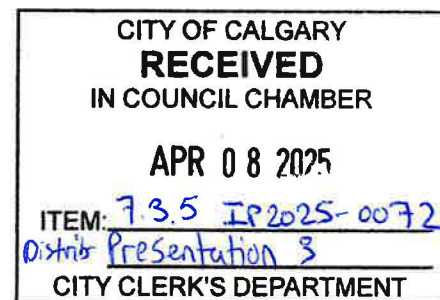 CITY OF CALGARY
RECEIVED
IN COUNCIL CHAMBER
APR 08 2025
ITEM: 7.3.5 IP2025-0072
Distrib Presentation 3
CITY CLERK'S DEPARTMENT